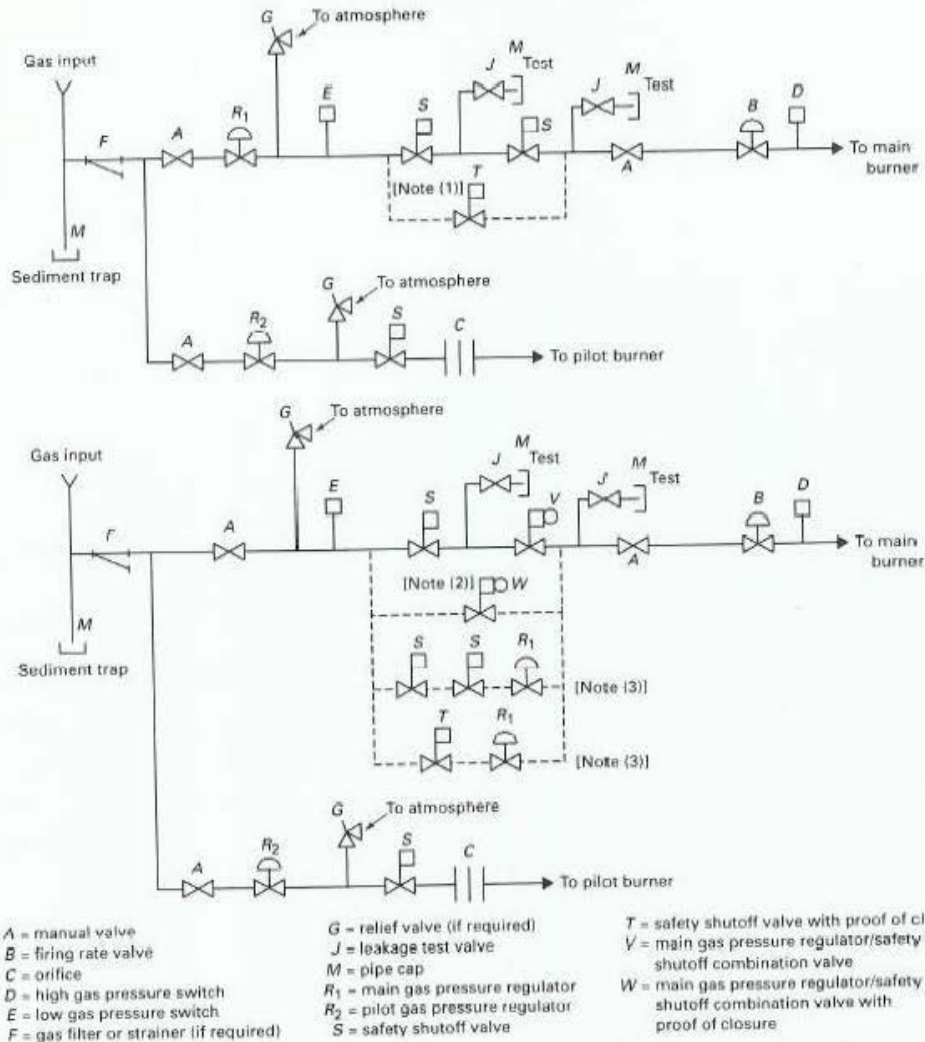 G
To atmosphere
Gas input
M
Test
J
M
Test
J
E
S
S
D
B
R1
F
A
A
To main
burner
[Note (1)]
T
M
Sediment trap
G
To atmosphere
A
R2
S
C
To pilot burner
G
To atmosphere
Gas input
M
Test
J
M
Test
J
E
S
V
D
B
F
A
A
To main
burner
[Note (2)]
W
M
Sediment trap
S
S
R1
[Note (3)]
T
R1
[Note (3)]
G
To atmosphere
A
R2
S
C
To pilot burner
A = manual valve
B = firing rate valve
C = orifice
D = high gas pressure switch
E = low gas pressure switch
F = gas filter or strainer (if required)
G = relief valve (if required)
J = leakage test valve
M = pipe cap
R1 = main gas pressure regulator
R2 = pilot gas pressure regulator
S = safety shutoff valve
T = safety shutoff valve with proof of cl
V = main gas pressure regulator/safety
shutoff combination valve
W = main gas pressure regulator/safety
shutoff combination valve with
proof of closure